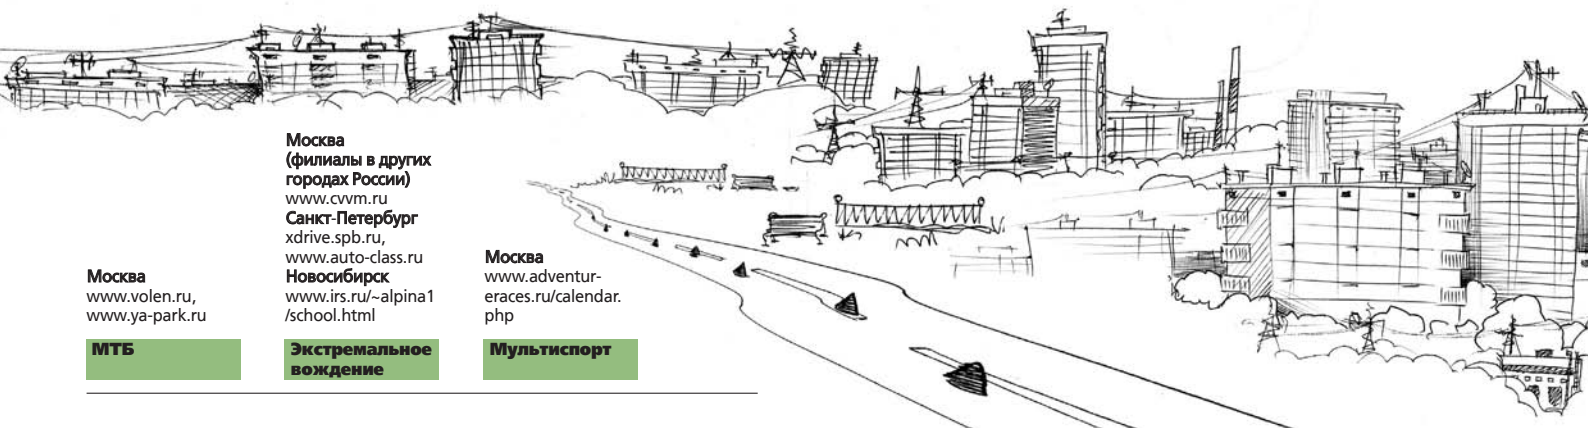 Москва
www.volen.ru,
www.ya-park.ru
МТБ
Москва
(филиалы в других
городах России)
www.cvvm.ru
Санкт-Петербург
xdrive.spb.ru,
www.auto-class.ru
Новосибирск
www.irs.ru/~alpina1
/school.html
Экстремальное
вождение
Москва
www.adventur-
eraces.ru/calendar.
php
Мультиспорт